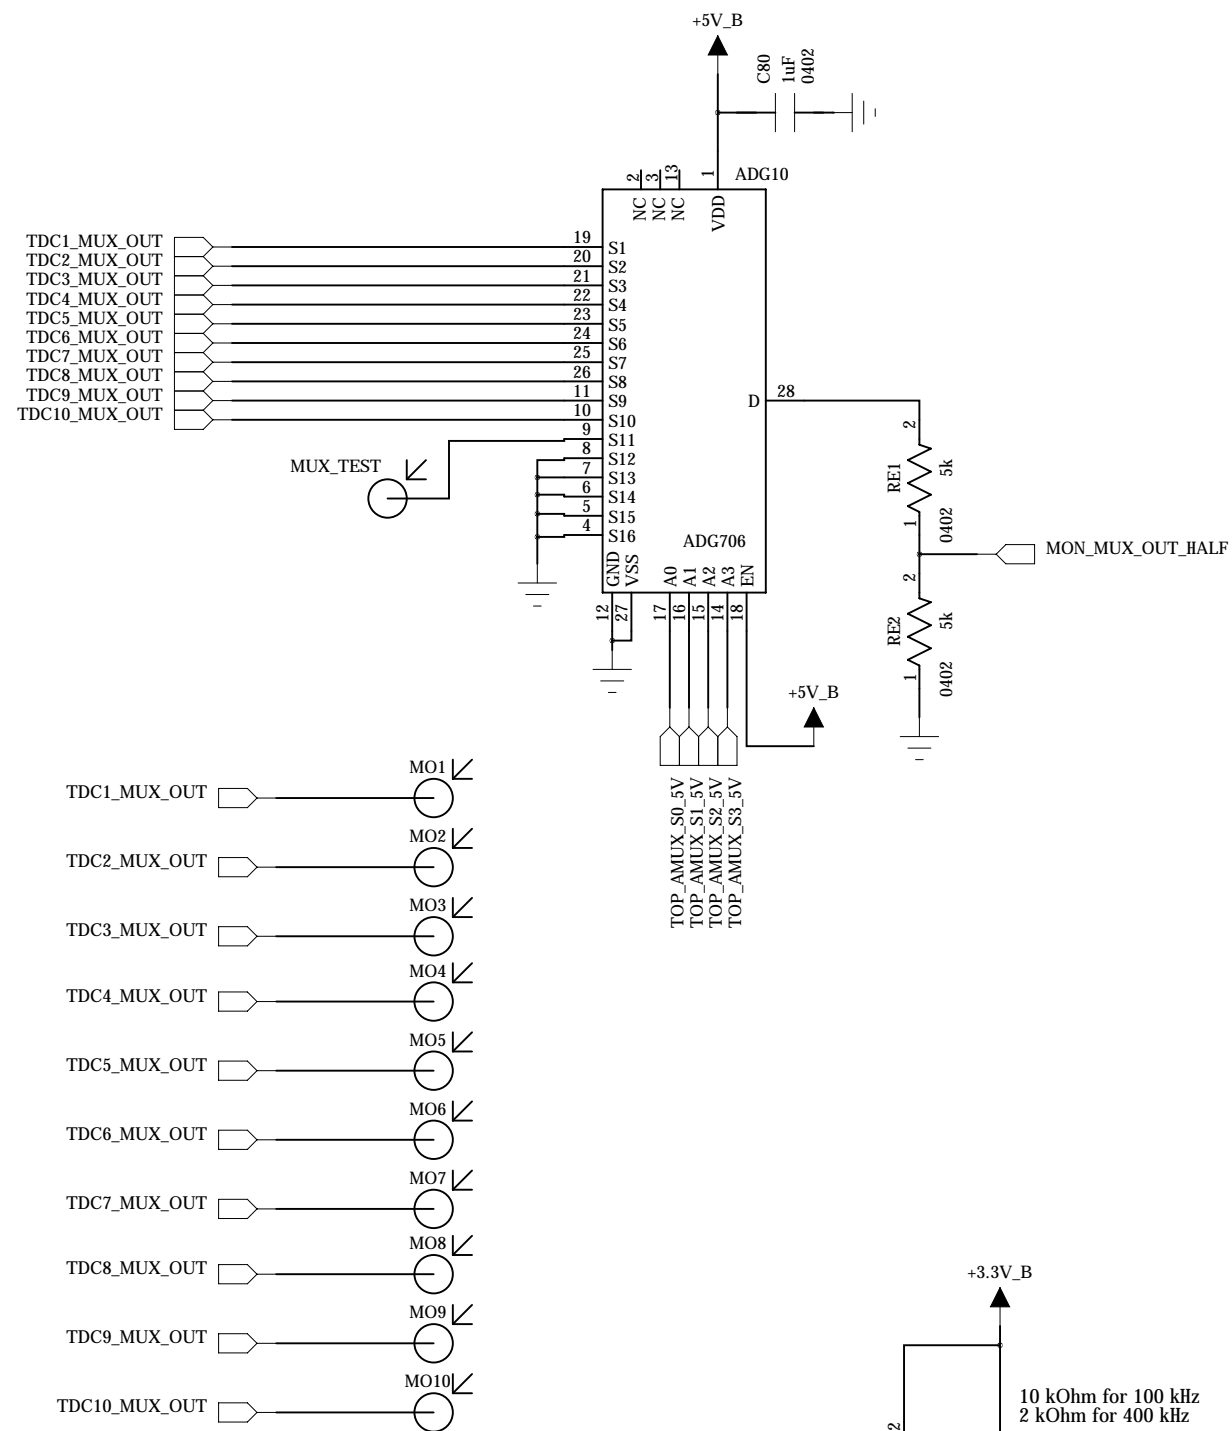 +5V_B
C80
1uF
0402
ADG10
2
3
13
1
NC
NC
NC
VDD
TDC1_MUX_OUT 19 S1
TDC2_MUX_OUT 20 S2
TDC3_MUX_OUT 21 S3
TDC4_MUX_OUT 22 S4
TDC5_MUX_OUT 23 S5
TDC6_MUX_OUT 24 S6
TDC7_MUX_OUT 25 S7
TDC8_MUX_OUT 26 S8
TDC9_MUX_OUT 11 S9
TDC10_MUX_OUT 10 S10
9 S11
8 S12
7 S13
6 S14
5 S15
4 S16
D 28
MUX_TEST
2
RE1
5k
1
0402
MON_MUX_OUT_HALF
2
RE2
5k
1
0402
ADG706
GND
VSS
A0
A1
A2
A3
EN
12
27
17
16
15
14
18
+5V_B
TOP_AMUX_S0_5V
TOP_AMUX_S1_5V
TOP_AMUX_S2_5V
TOP_AMUX_S3_5V
TDC1_MUX_OUT MO1
TDC2_MUX_OUT MO2
TDC3_MUX_OUT MO3
TDC4_MUX_OUT MO4
TDC5_MUX_OUT MO5
TDC6_MUX_OUT MO6
TDC7_MUX_OUT MO7
TDC8_MUX_OUT MO8
TDC9_MUX_OUT MO9
TDC10_MUX_OUT MO10
+3.3V_B
10 kOhm for 100 kHz
2 kOhm for 400 kHz
2